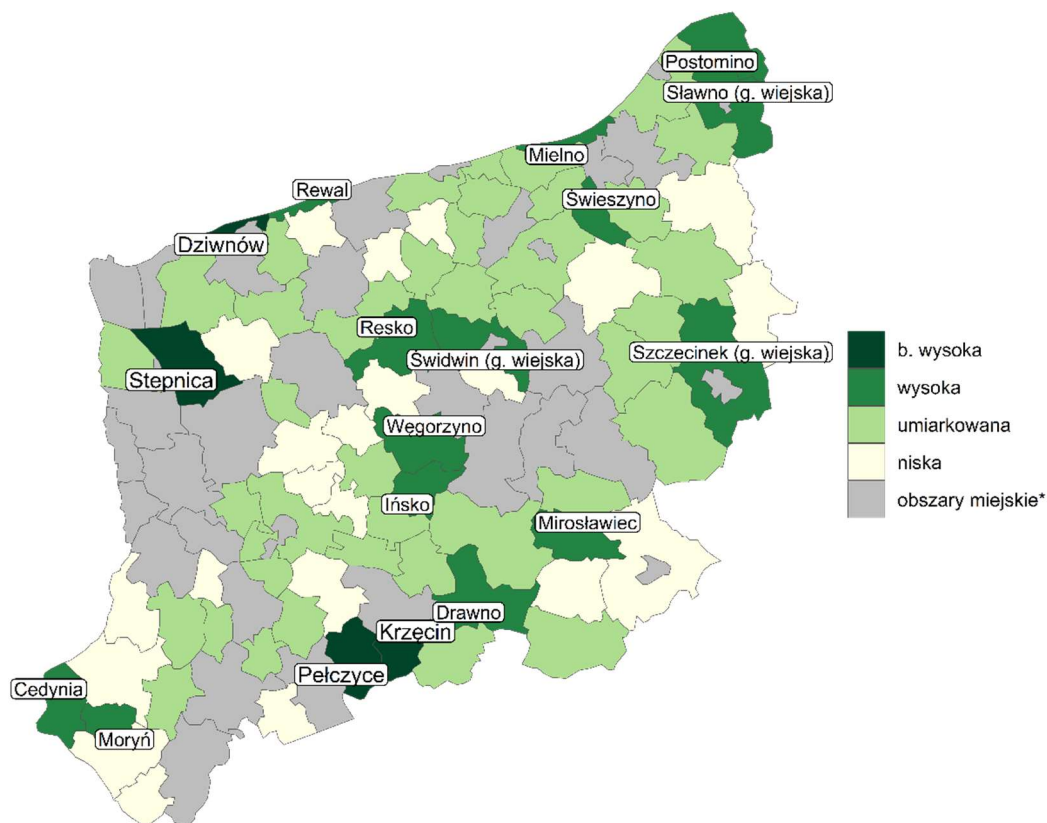 Postomino
Sławno (g. wiejska)
Mielno
Rewal
Świeszyno
Dziwnów
Resko
Świdwin (g. wiejska)
Szczecinek (g. wiejska)
Stepnica
Węgorzyno
Ińsko
Mirosławiec
Drawno
Krzęcin
Pełczyce
Cedynia
Moryń
b. wysoka
wysoka
umiarkowana
niska
obszary miejskie*